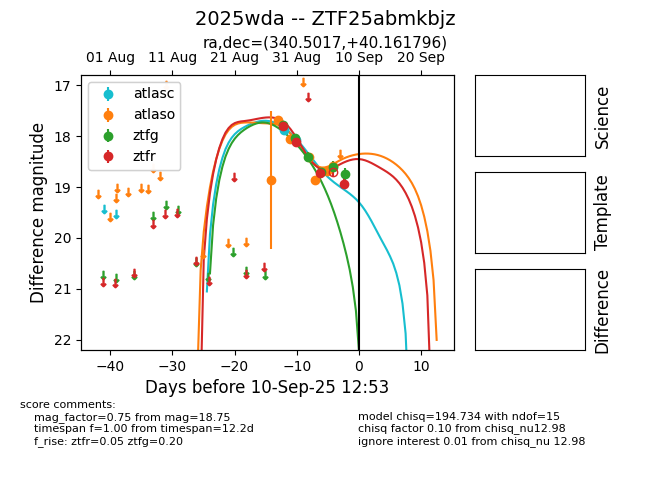 2025wda -- ZTF25abmkbjz
ra,dec=(340.5017,+40.161796)
01 Aug 11 Aug 21 Aug 31 Aug 10 Sep 20 Sep
17
18
19
20
21
22
Difference magnitude
atlasc
atlaso
ztfg
ztfr
−40 −30 −20 −10 0 10
Days before 10-Sep-25 12:53
Science
Template
Difference
score comments:
mag_factor=0.75 from mag=18.75
timespan f=1.00 from timespan=12.2d
f_rise: ztfr=0.05 ztfg=0.20
model chisq=194.734 with ndof=15
chisq factor 0.10 from chisq_nu12.98
ignore interest 0.01 from chisq_nu 12.98